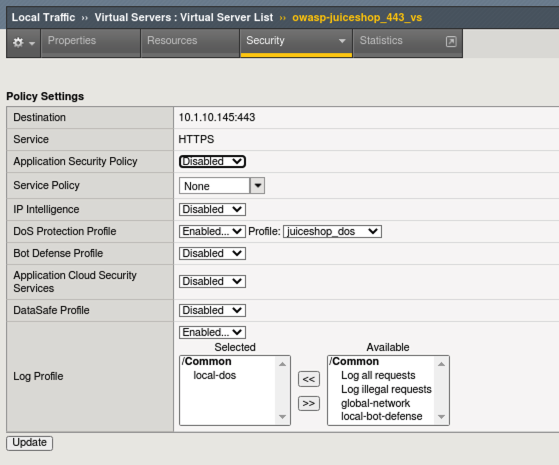 Local Traffic ›› Virtual Servers : Virtual Server List ›› owasp-juiceshop_443_vs
Properties Resources Security Statistics
Policy Settings
Destination 10.1.10.145:443
Service HTTPS
Application Security Policy Disabled
Service Policy None
IP Intelligence Disabled
DoS Protection Profile Enabled... Profile: juiceshop_dos
Bot Defense Profile Disabled
Application Cloud Security
Services Disabled
DataSafe Profile Disabled
Log Profile Enabled...
Selected Available
/Common /Common
local-dos Log all requests
Log illegal requests
<< global-network
>> local-bot-defense
Update